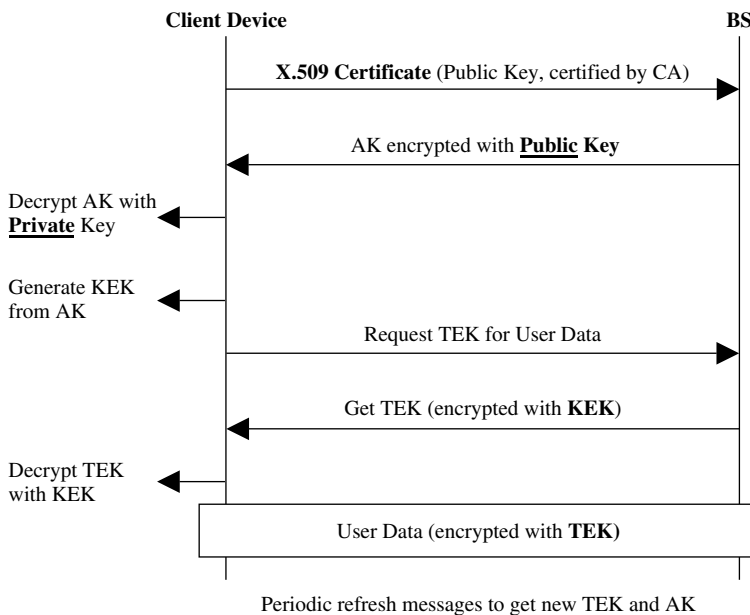 Client Device
BS
X.509 Certificate (Public Key, certified by CA)
AK encrypted with Public Key
Decrypt AK with
Private Key
Generate KEK
from AK
Request TEK for User Data
Get TEK (encrypted with KEK)
Decrypt TEK
with KEK
User Data (encrypted with TEK)
Periodic refresh messages to get new TEK and AK